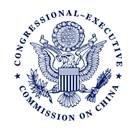 CONGRESSIONAL-EXECUTIVE
COMMISSION ON CHINA